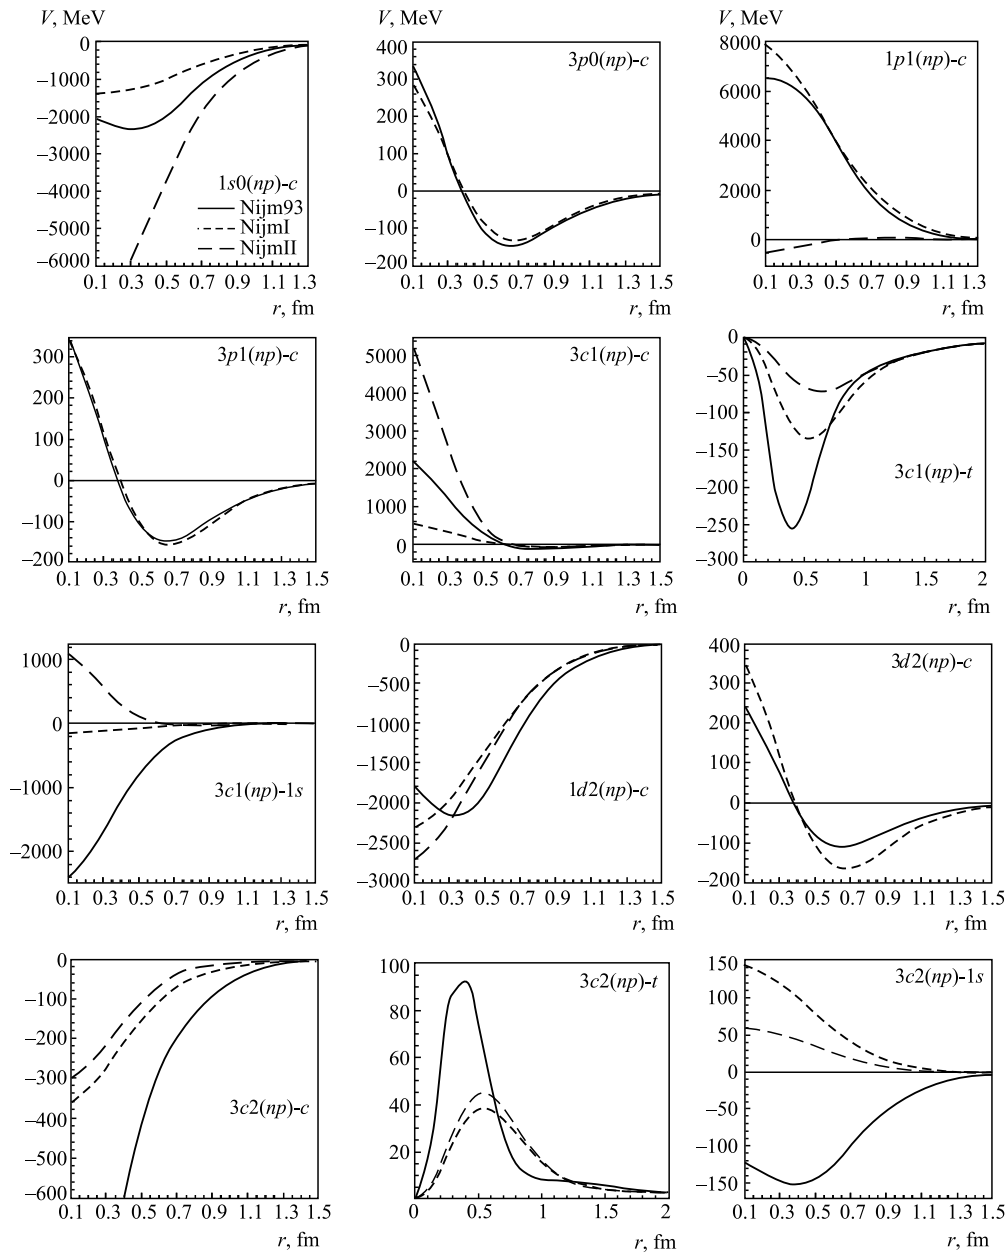 V, MeV
0
–1000
–2000
–3000
–4000
–5000
–6000
1s0(np)-c
Nijm93
NijmI
NijmII
0.1 0.3 0.5 0.7 0.9 1.1 1.3
r, fm
V, MeV
400
300
200
100
0
–100
–200
3p0(np)-c
0.1 0.3 0.5 0.7 0.9 1.1 1.3 1.5
r, fm
V, MeV
8000
6000
4000
2000
0
1p1(np)-c
0.1 0.3 0.5 0.7 0.9 1.1 1.3
r, fm
300
200
100
0
–100
–200
3p1(np)-c
0.1 0.3 0.5 0.7 0.9 1.1 1.3 1.5
r, fm
5000
4000
3000
2000
1000
0
3c1(np)-c
0.1 0.3 0.5 0.7 0.9 1.1 1.3 1.5
r, fm
0
–50
–100
–150
–200
–250
–300
3c1(np)-t
0 0.5 1 1.5 2
r, fm
1000
0
–1000
–2000
3c1(np)-1s
0.1 0.3 0.5 0.7 0.9 1.1 1.3 1.5
r, fm
0
–500
–1000
–1500
–2000
–2500
–3000
1d2(np)-c
0.1 0.3 0.5 0.7 0.9 1.1 1.3 1.5
r, fm
400
300
200
100
0
–100
–200
3d2(np)-c
0.1 0.3 0.5 0.7 0.9 1.1 1.3 1.5
r, fm
0
–100
–200
–300
–400
–500
–600
3c2(np)-c
0.1 0.3 0.5 0.7 0.9 1.1 1.3 1.5
r, fm
100
80
60
40
20
3c2(np)-t
0 0.5 1 1.5 2
r, fm
150
100
50
0
–50
–100
–150
3c2(np)-1s
0.1 0.3 0.5 0.7 0.9 1.1 1.3 1.5
r, fm